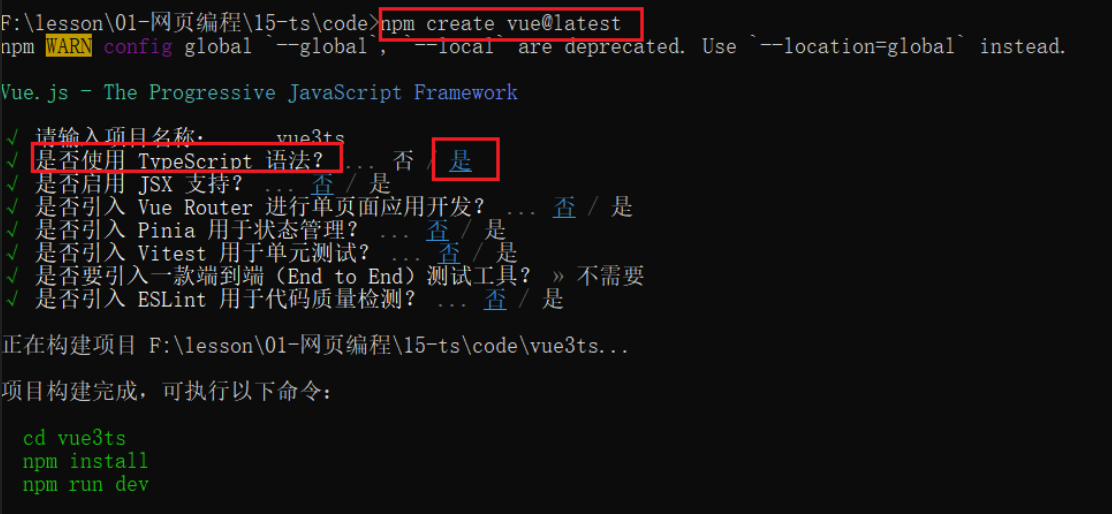 F:\lesson\01-网页编程\15-ts\code>npm create vue@latest
npm WARN config global `--global`, `--local` are deprecated. Use `--location=global` instead.
Vue.js - The Progressive JavaScript Framework
√ 请输入项目名称： vue3ts
√ 是否使用 TypeScript 语法？ ... 否 / 是
√ 是否启用 JSX 支持？ ... 否 / 是
√ 是否引入 Vue Router 进行单页面应用开发？ ... 否 / 是
√ 是否引入 Pinia 用于状态管理？ ... 否 / 是
√ 是否引入 Vitest 用于单元测试？ ... 否 / 是
√ 是否要引入一款端到端（End to End）测试工具？ » 不需要
√ 是否引入 ESLint 用于代码质量检测？ ... 否 / 是
正在构建项目 F:\lesson\01-网页编程\15-ts\code\vue3ts...
项目构建完成，可执行以下命令：
cd vue3ts
npm install
npm run dev